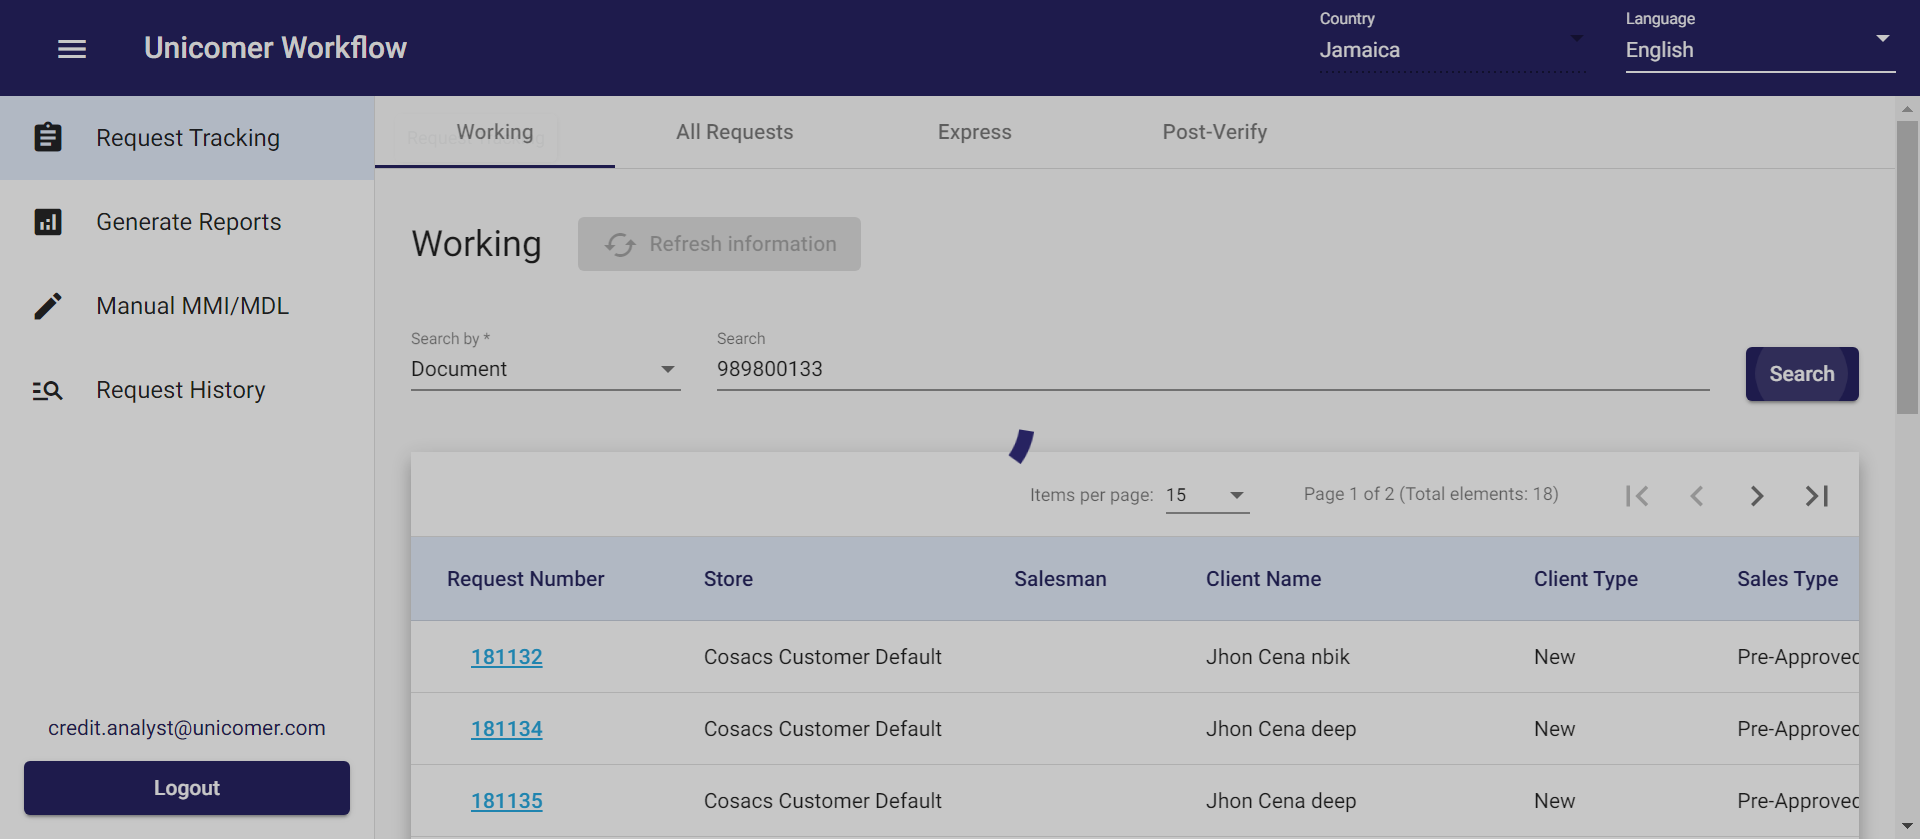 Unicomer Workflow
Country
Jamaica
Language
English
Request Tracking
Generate Reports
Manual MMI/MDL
Request History
credit.analyst@unicomer.com
Logout
Request Tracking
Working
All Requests
Express
Post-Verify
Working
Refresh information
Search by *
Document
Search
989800133
Search
Items per page: 15
Page 1 of 2 (Total elements: 18)
Request Number Store Salesman Client Name Client Type Sales Type
181132 Cosacs Customer Default Jhon Cena nbik New Pre-Approved
181134 Cosacs Customer Default Jhon Cena deep New Pre-Approved
181135 Cosacs Customer Default Jhon Cena deep New Pre-Approved